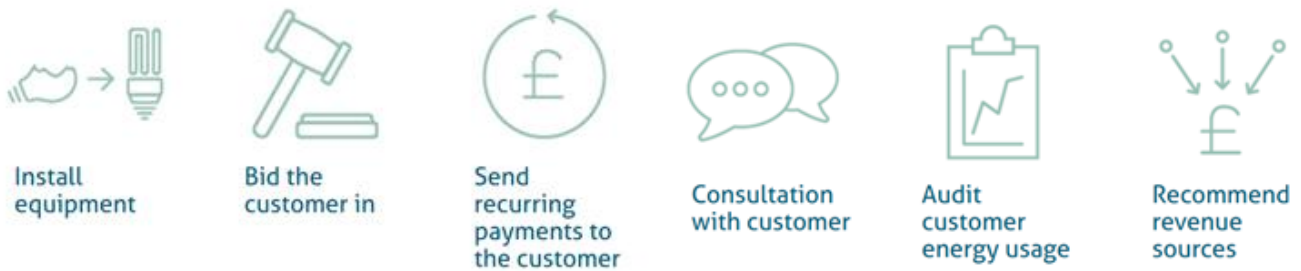 £
£
Install
equipment
Bid the
customer in
Send
recurring
payments to
the customer
Consultation
with customer
Audit
customer
energy usage
Recommend
revenue
sources